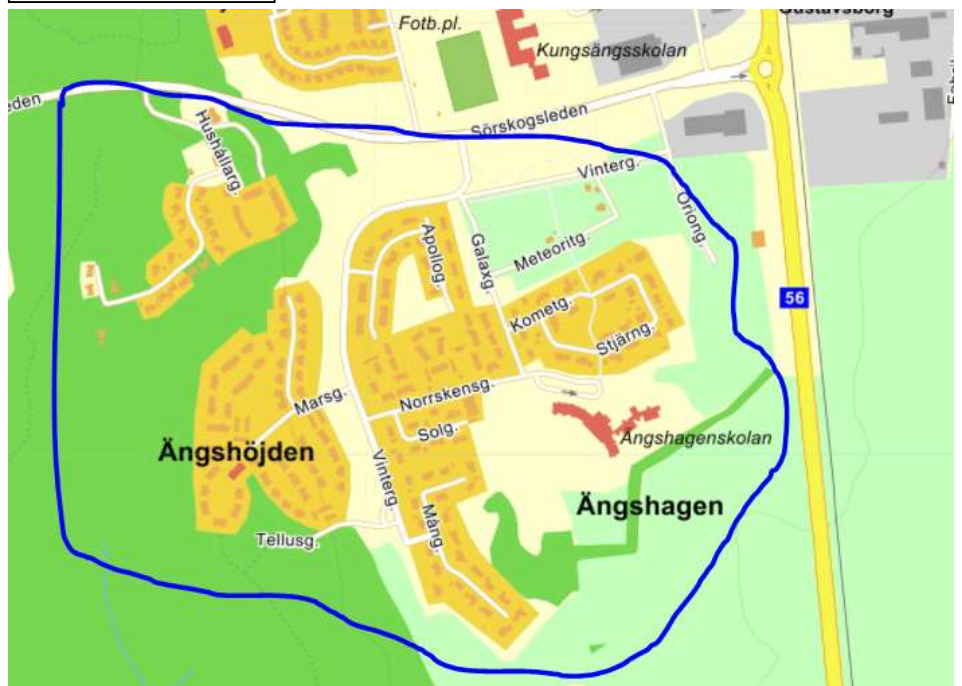 Gustavsborg
Fotb.pl.
Kungsängsskolan
Sörskogsleden
Hushållarg.
Vinterg.
Oriong.
Apollog.
Galaxg.
Meteoritg.
56
Kometg.
Stjärng.
Norrskensg.
Marsg.
Solg.
Ängshagenskolan
Ängshöjden
Vinterg.
Ängshagen
Mång.
Tellusg.